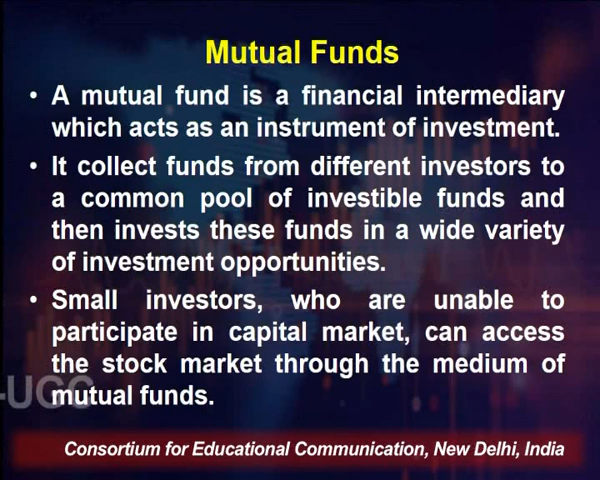 Mutual Funds
• A mutual fund is a financial intermediary
which acts as an instrument of investment.
• It collect funds from different investors to
a common pool of investible funds and
then invests these funds in a wide variety
of investment opportunities.
• Small investors, who are unable to
participate in capital market, can access
the stock market through the medium of
mutual funds.
-UGC
Consortium for Educational Communication, New Delhi, India